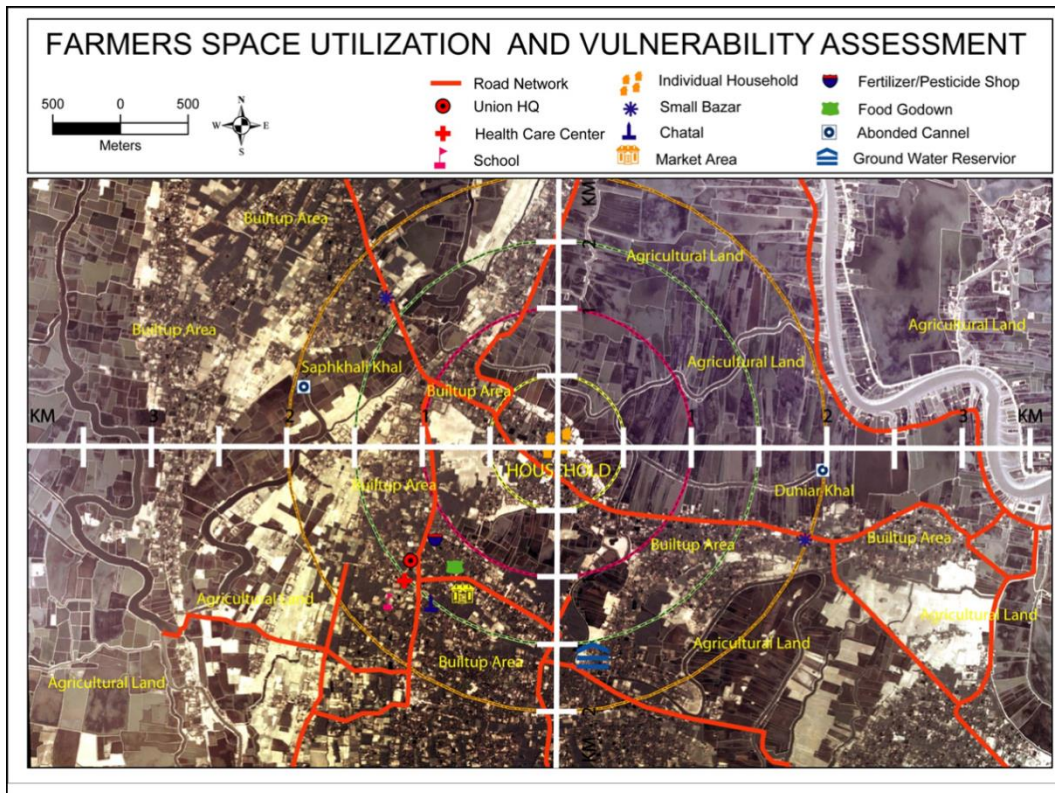 FARMERS SPACE UTILIZATION AND VULNERABILITY ASSESSMENT
500 0 500
Meters
N
W E
S
Road Network
Union HQ
Health Care Center
School
Individual Household
Small Bazar
Chatal
Market Area
Fertilizer/Pesticide Shop
Food Godown
Abonded Cannel
Ground Water Reservior
Builtup Area
KM
2
Agricultural Land
Builtup Area
Agricultural Land
Saphkhali Khal
Agricultural Land
Builtup Area
KM 3 2 1 1 2 3 KM
HOUSEHOLD
Builtup Area
Duniar Khal
Builtup Area
Builtup Area
Agricultural Land
Agricultural Land
Agricultural Land
Builtup Area
Agricultural Land
KM 2